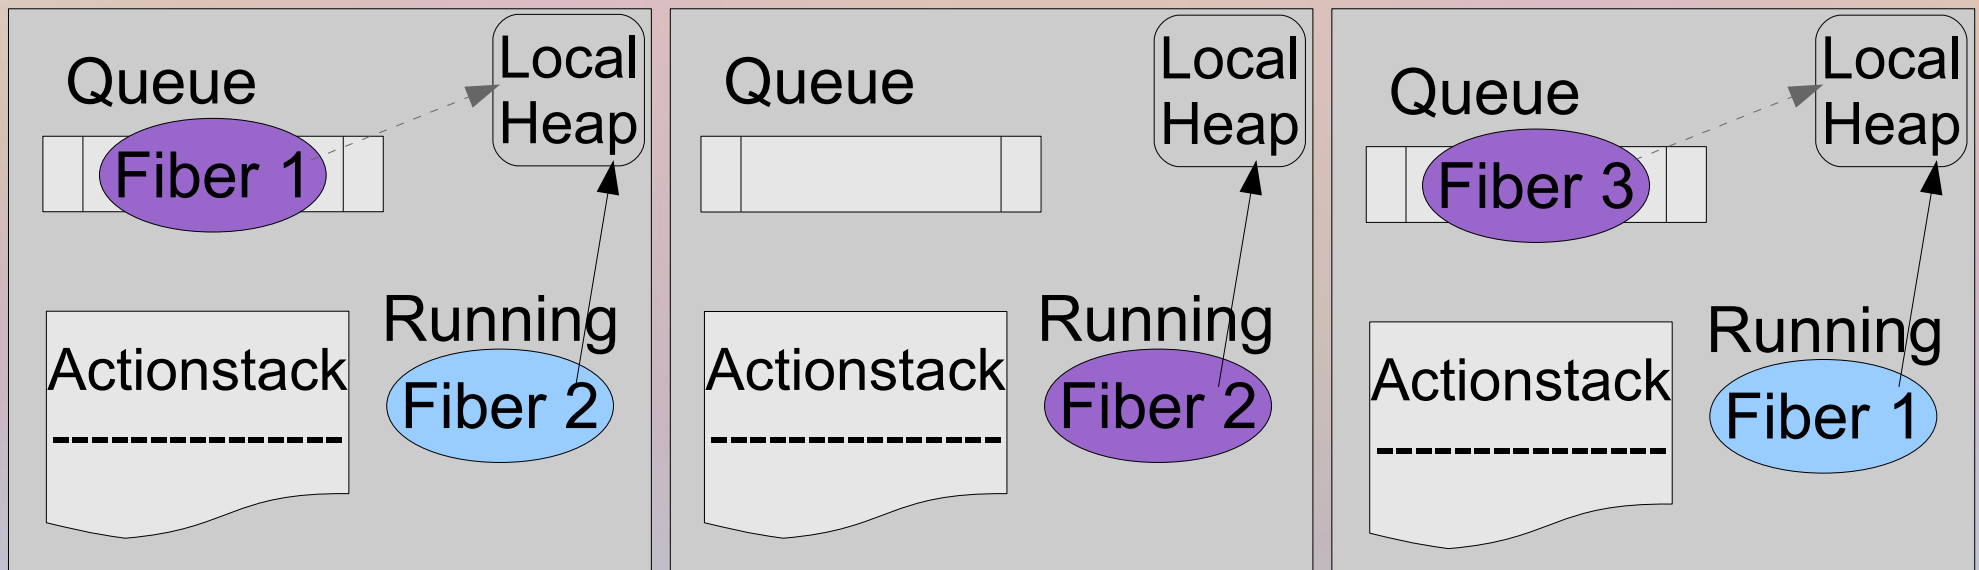 Queue
Local
Heap
Fiber 1
Running
Actionstack
Fiber 2
Queue
Local
Heap
Running
Actionstack
Fiber 2
Queue
Local
Heap
Fiber 3
Running
Actionstack
Fiber 1